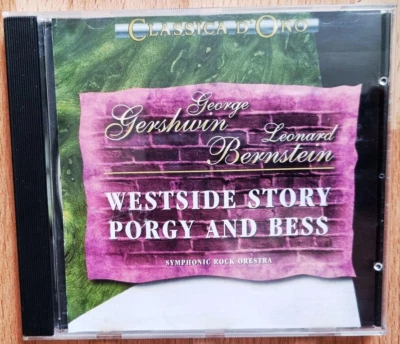 CLASSICA D'ORO
George
Gershwin
Leonard
Bernstein
WESTSIDE STORY
PORGY AND BESS
SYMPHONIC ROCK ORESTRA